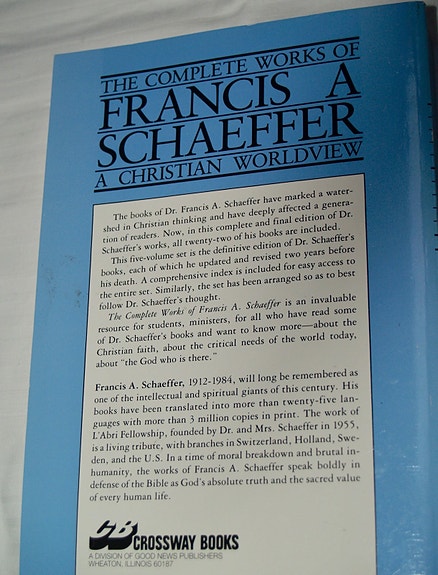 THE COMPLETE WORKS OF
FRANCIS A
SCHAEFFER
A CHRISTIAN WORLDVIEW
The books of Dr. Francis A. Schaeffer have marked a water-
shed in Christian thinking and have deeply affected a genera-
tion of readers. Now, in this complete and final edition of Dr.
Schaeffer's works, all twenty-two of his books are included.
This five-volume set is the definitive edition of Dr. Schaeffer's
books, each of which he updated and revised two years before
his death. A comprehensive index is included for easy access to
the entire set. Similarly, the set has been arranged so as to best
follow Dr. Schaeffer's thought.
The Complete Works of Francis A. Schaeffer is an invaluable
resource for students, ministers, for all who have read some
of Dr. Schaeffer's books and want to know more—about the
Christian faith, about the critical needs of the world today,
about "the God who is there."
Francis A. Schaeffer, 1912-1984, will long be remembered as
one of the intellectual and spiritual giants of this century. His
books have been translated into more than twenty-five lan-
guages with more than 3 million copies in print. The work of
L'Abri Fellowship, founded by Dr. and Mrs. Schaeffer in 1955,
is a living tribute, with branches in Switzerland, Holland, Swe-
den, and the U.S. In a time of moral breakdown and brutal in-
humanity, the works of Francis A. Schaeffer speak boldly in
defense of the Bible as God's absolute truth and the sacred value
of every human life.
CB CROSSWAY BOOKS
A DIVISION OF GOOD NEWS PUBLISHERS
WHEATON, ILLINOIS 60187